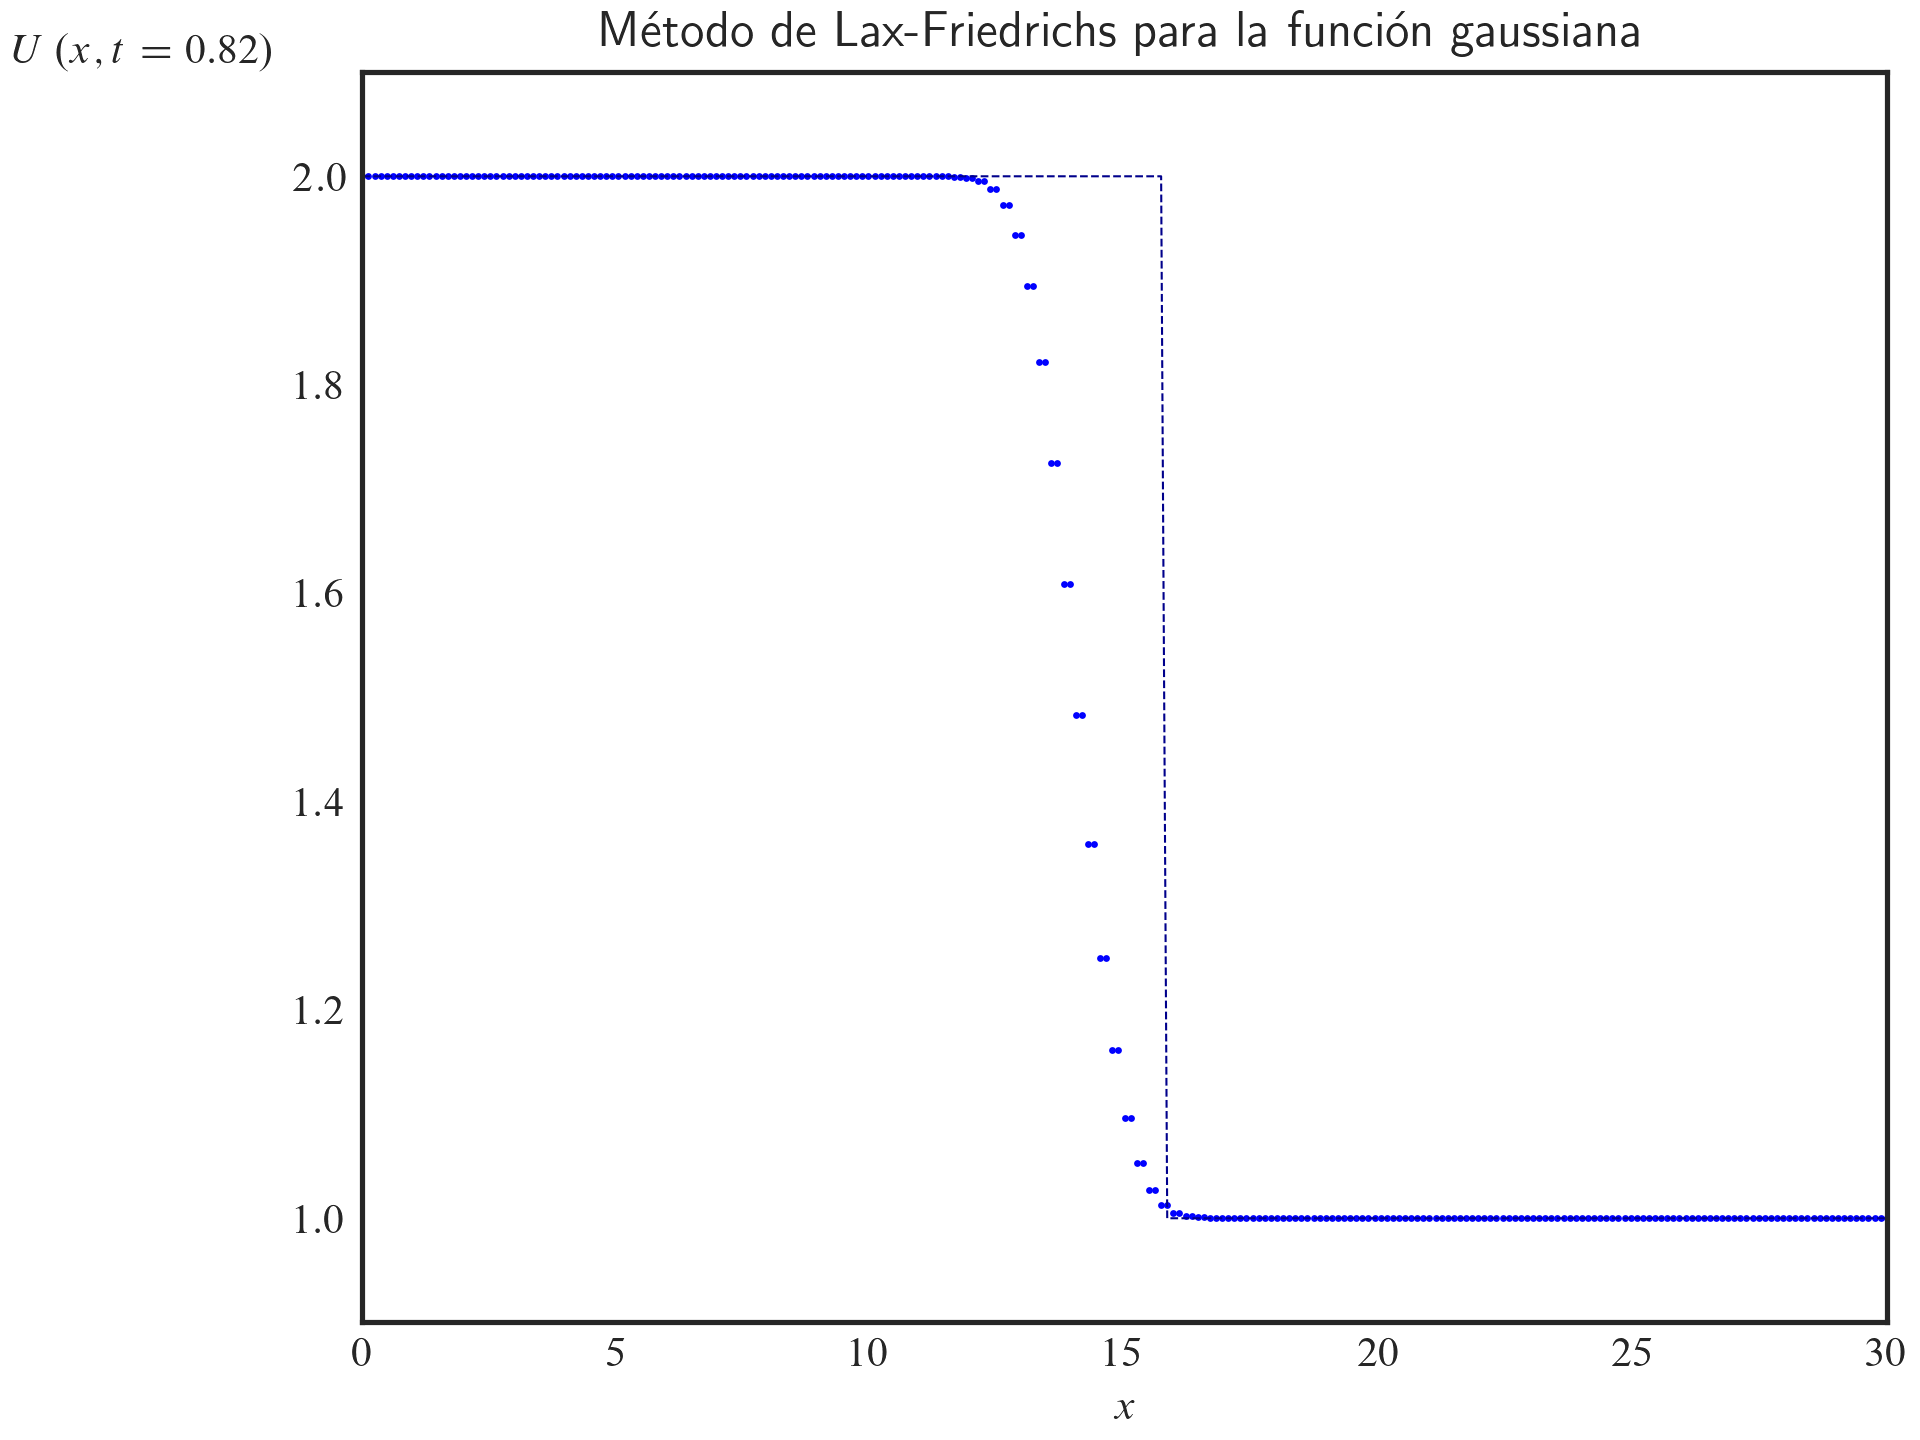 Método de Lax-Friedrichs para la función gaussiana
U (x, t = 0.82)
2.0
1.8
1.6
1.4
1.2
1.0
0 5 10 15 20 25 30
x